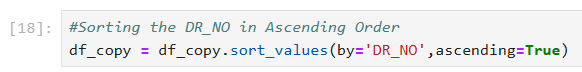 [18]: #Sorting the DR_NO in Ascending Order
df_copy = df_copy.sort_values(by='DR_NO',ascending=True)